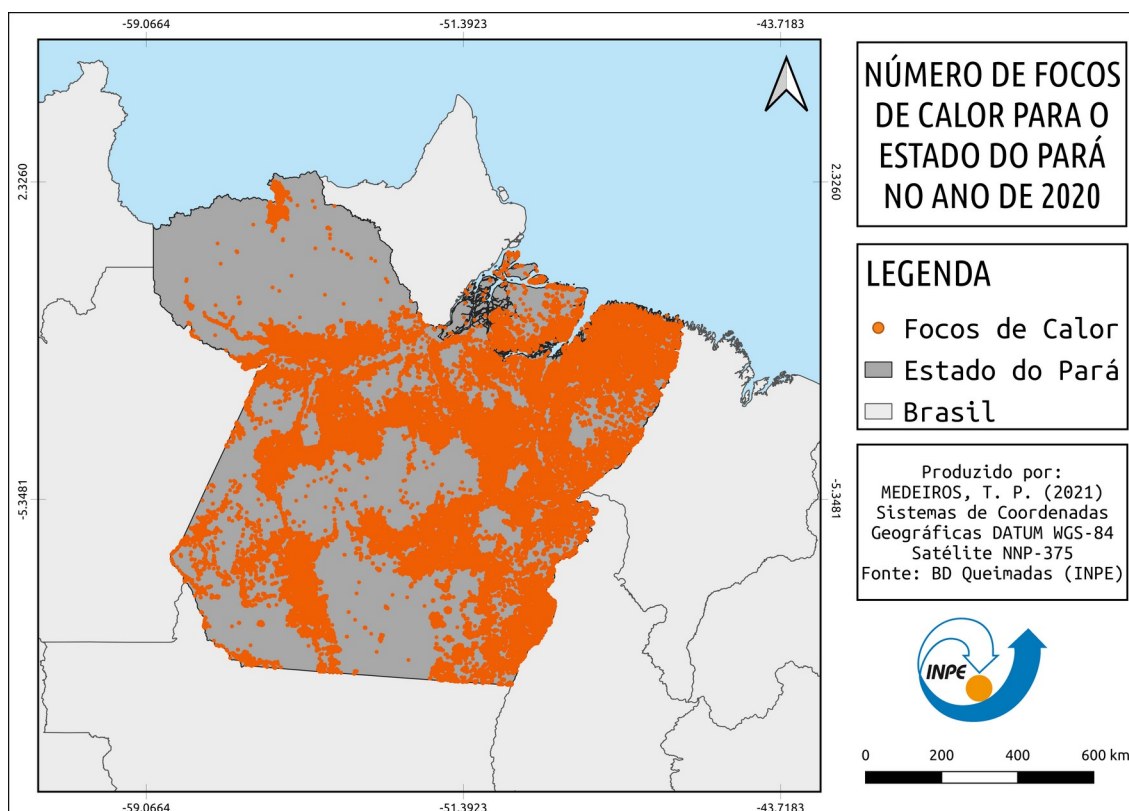 -59.0664
-51.3923
-43.7183
2.3260
2.3260
-5.3481
-5.3481
-59.0664
-51.3923
-43.7183
NÚMERO DE FOCOS
DE CALOR PARA O
ESTADO DO PARÁ
NO ANO DE 2020
LEGENDA
Focos de Calor
Estado do Pará
Brasil
Produzido por:
MEDEIROS, T. P. (2021)
Sistemas de Coordenadas
Geográficas DATUM WGS-84
Satélite NNP-375
Fonte: BD Queimadas (INPE)
INPE
0 200 400 600 km